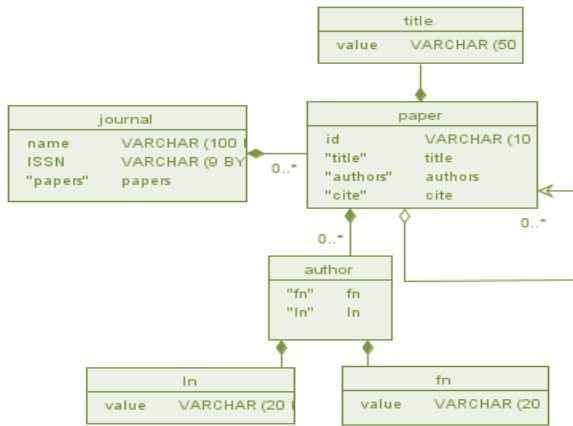 title
value VARCHAR (50
journal
name VARCHAR (100
ISSN VARCHAR (9 BY
"papers" papers
0..*
paper
id VARCHAR (10
"title" title
"authors" authors
"cite" cite
0..*
0..*
author
"fn" fn
"ln" ln
ln
value VARCHAR (20
fn
value VARCHAR (20